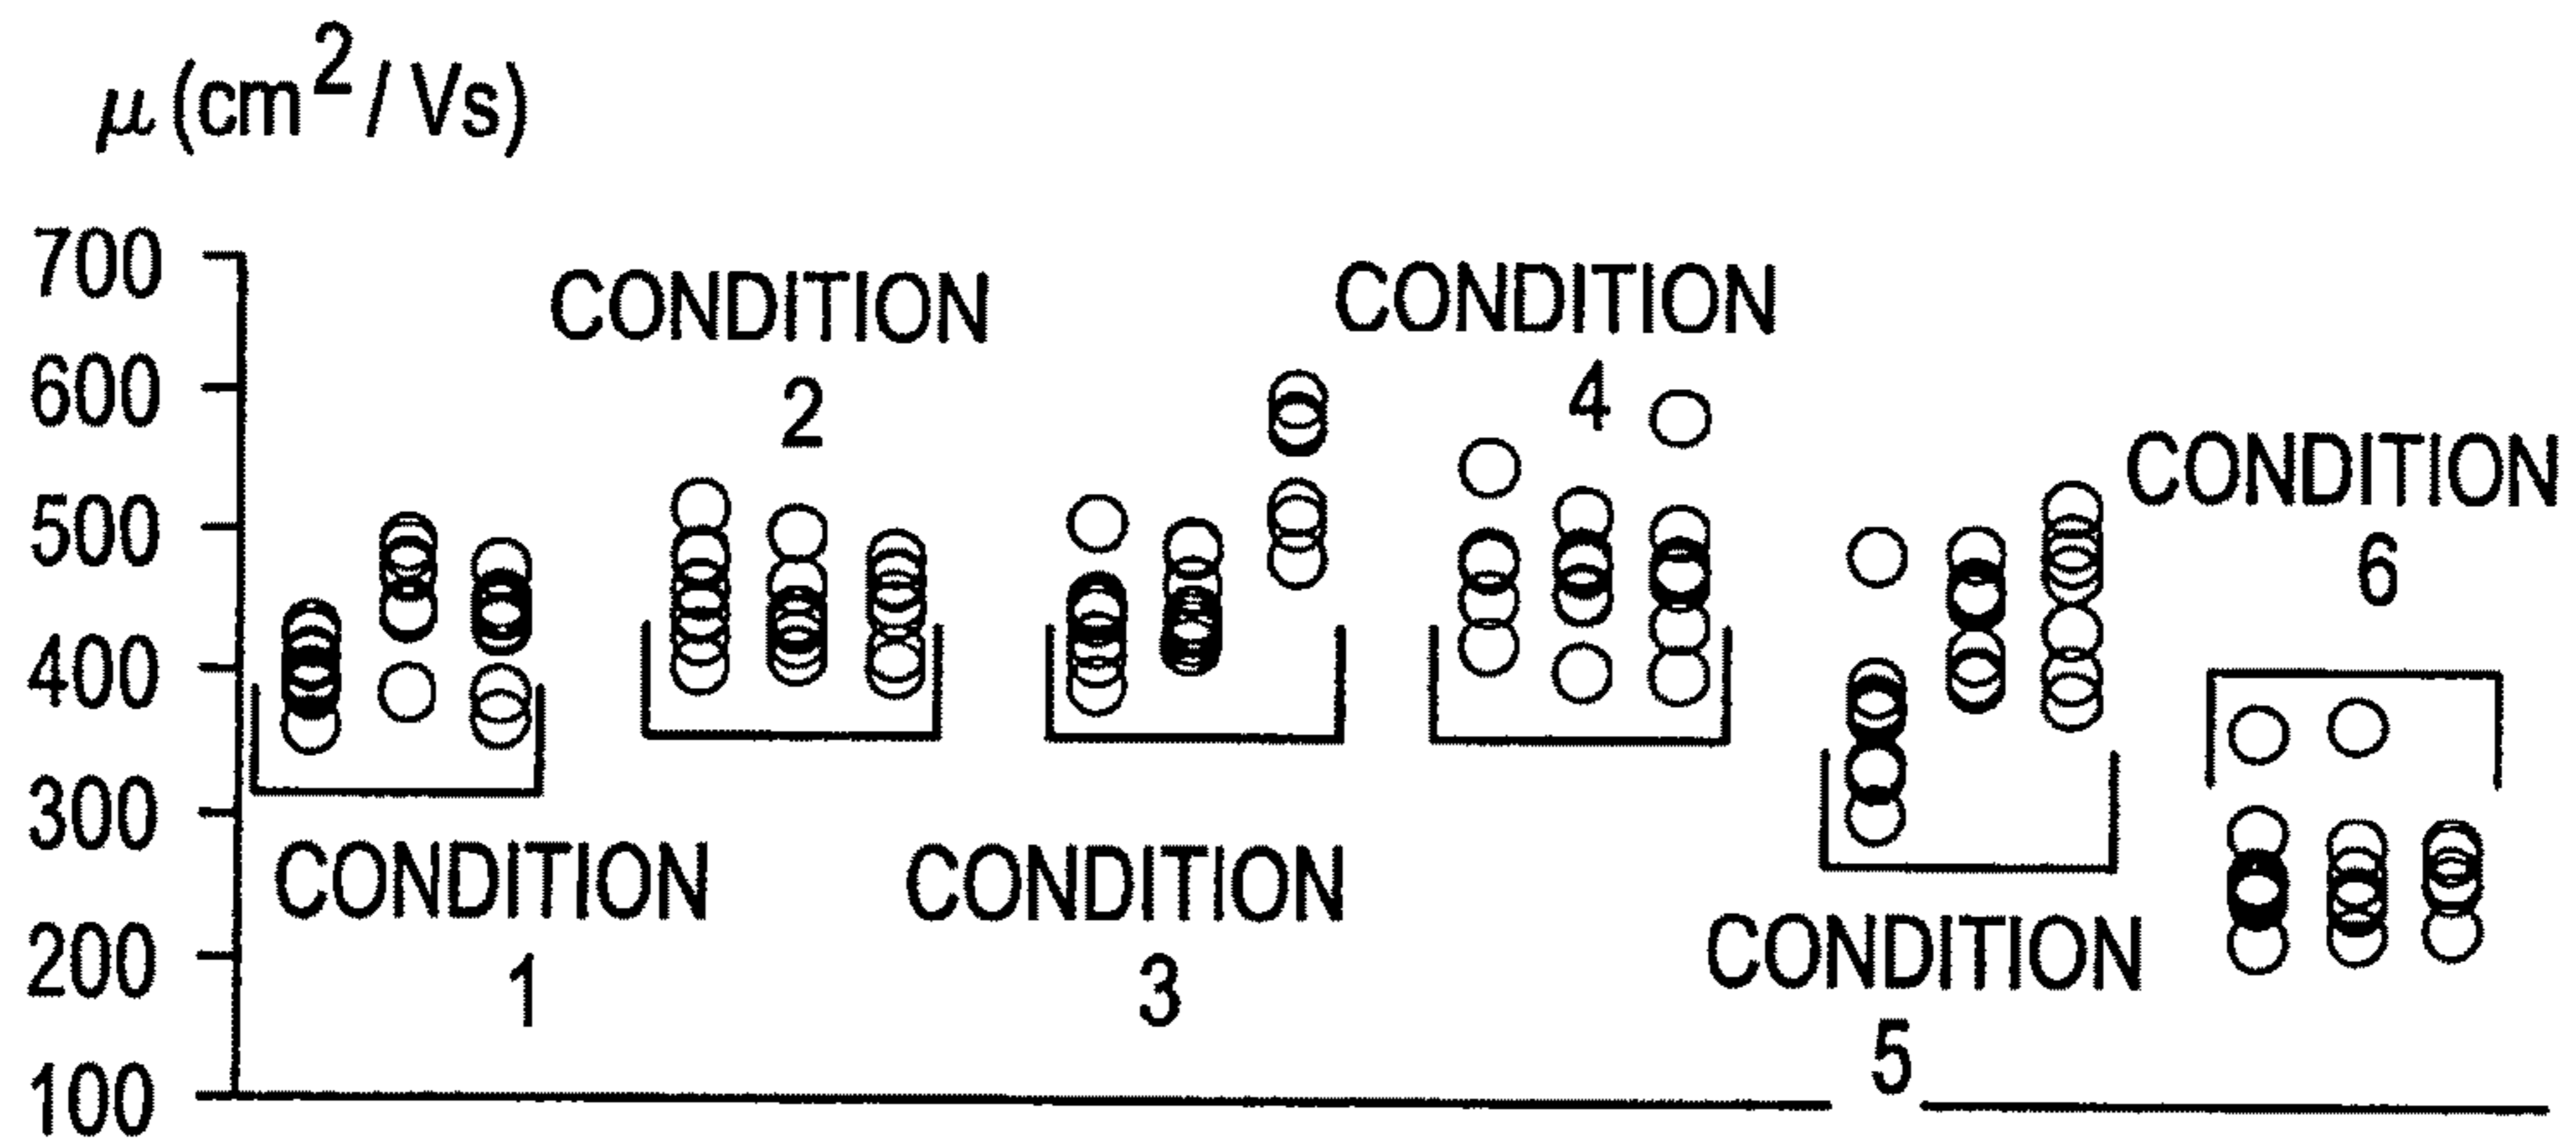 μ (cm²/Vs)
700
600
500
400
300
200
100
CONDITION
1
CONDITION
2
CONDITION
3
CONDITION
4
CONDITION
5
CONDITION
6